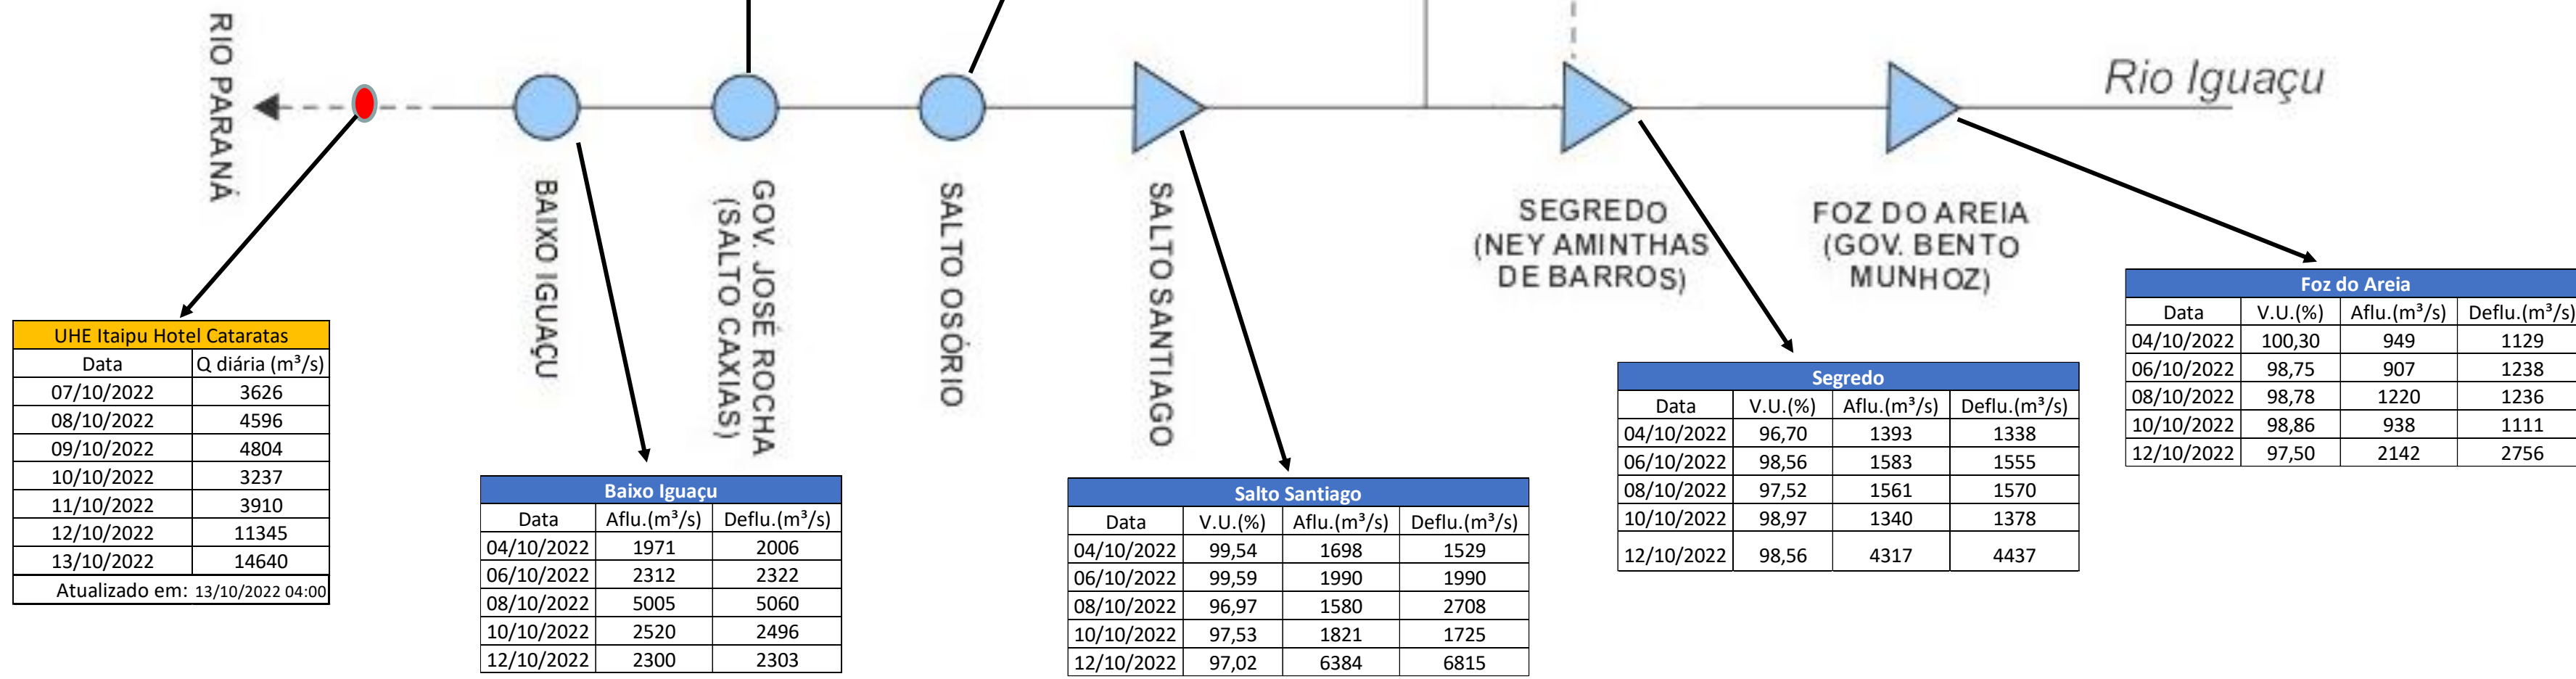 RIO PARANÁ
Rio Iguaçu
BAIXO IGUAÇU
GOV. JOSÉ ROCHA
(SALTO CAXIAS)
SALTO OSÓRIO
SALTO SANTIAGO
SEGREDO
(NEY AMINTHAS
DE BARROS)
FOZ DO AREIA
(GOV. BENTO
MUNHOZ)
UHE Itaipu Hotel Cataratas
Data Q diária (m³/s)
07/10/2022 3626
08/10/2022 4596
09/10/2022 4804
10/10/2022 3237
11/10/2022 3910
12/10/2022 11345
13/10/2022 14640
Atualizado em: 13/10/2022 04:00
Baixo Iguaçu
Data Aflu.(m³/s) Deflu.(m³/s)
04/10/2022 1971 2006
06/10/2022 2312 2322
08/10/2022 5005 5060
10/10/2022 2520 2496
12/10/2022 2300 2303
Salto Santiago
Data V.U.(%) Aflu.(m³/s) Deflu.(m³/s)
04/10/2022 99,54 1698 1529
06/10/2022 99,59 1990 1990
08/10/2022 96,97 1580 2708
10/10/2022 97,53 1821 1725
12/10/2022 97,02 6384 6815
Segredo
Data V.U.(%) Aflu.(m³/s) Deflu.(m³/s)
04/10/2022 96,70 1393 1338
06/10/2022 98,56 1583 1555
08/10/2022 97,52 1561 1570
10/10/2022 98,97 1340 1378
12/10/2022 98,56 4317 4437
Foz do Areia
Data V.U.(%) Aflu.(m³/s) Deflu.(m³/s)
04/10/2022 100,30 949 1129
06/10/2022 98,75 907 1238
08/10/2022 98,78 1220 1236
10/10/2022 98,86 938 1111
12/10/2022 97,50 2142 2756